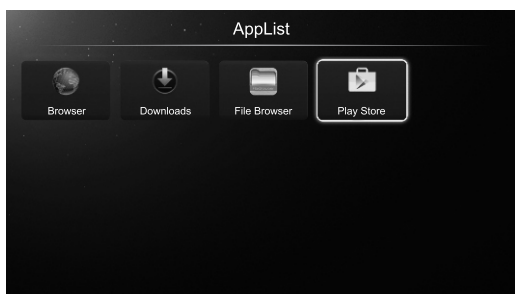 AppList
Browser
Downloads
File Browser
Play Store